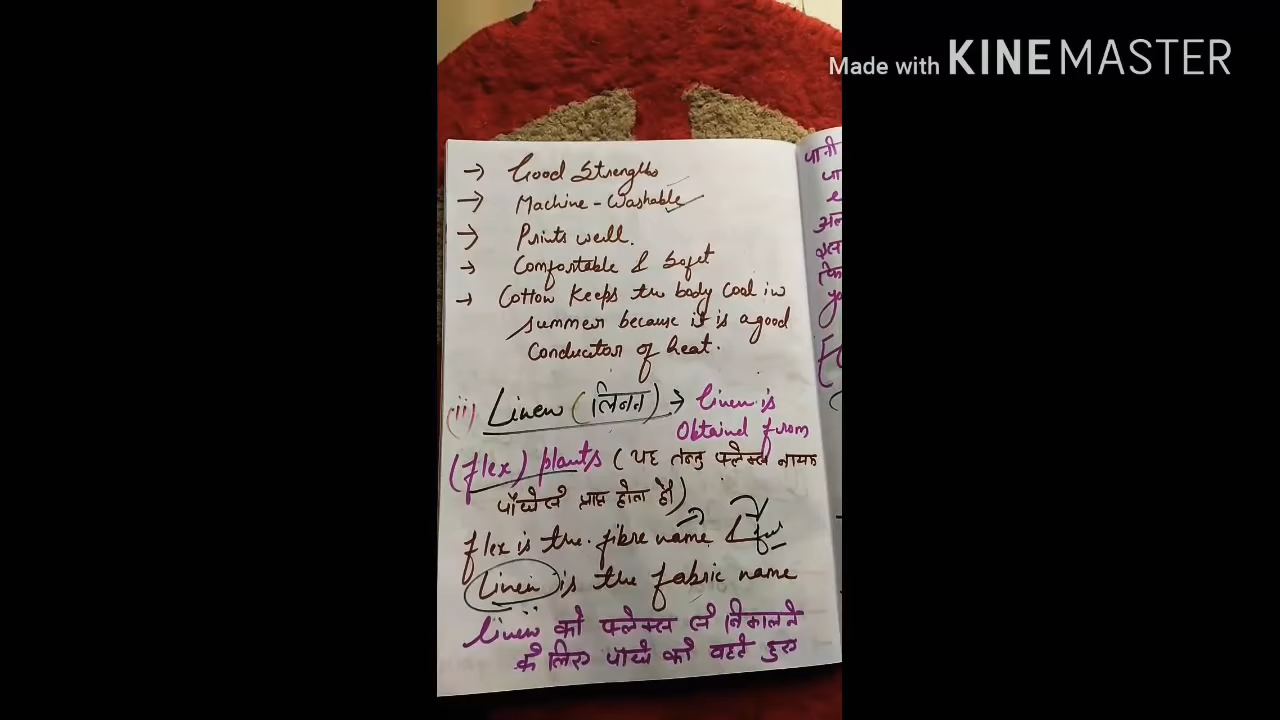 Made with KINEMASTER
→ Good Strengths
→ Machine-Washable
→ Prints well.
→ Comfortable & Soft
→ Cotton Keeps the body Cool in
summer because it is a good
Conductor of heat.
(ii) Linen (लिनन) → linen is
Obtained from
(flex) plants (यह तन्तु फ्लेक्स नामक
पौधे से प्राप्त होता है)
flex is the fibre name
Linen is the fabric name
linen को फ्लेक्स से निकालने
के लिए पौधे को बहते हुए
पानी